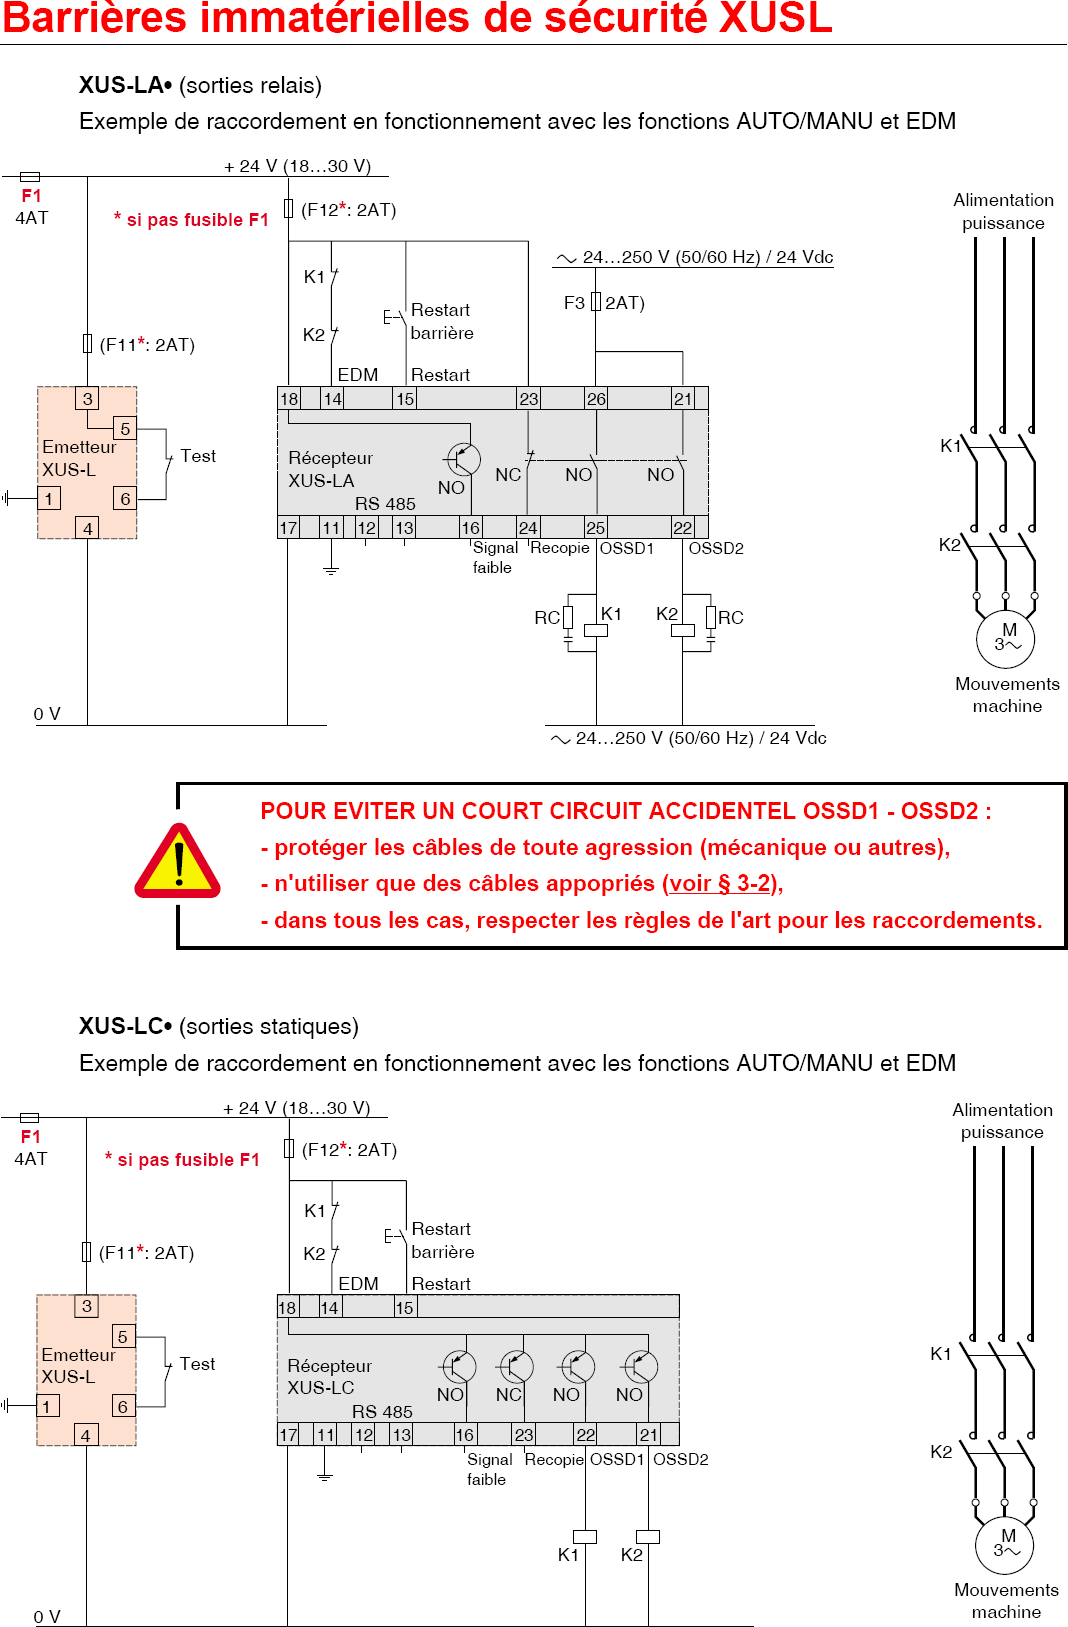 Barrières immatérielles de sécurité XUSL
XUS-LA• (sorties relais)
Exemple de raccordement en fonctionnement avec les fonctions AUTO/MANU et EDM
+ 24 V (18...30 V)
F1
4AT
* si pas fusible F1
(F12*: 2AT)
Alimentation
puissance
24...250 V (50/60 Hz) / 24 Vdc
K1
F3
2AT)
Restart
barrière
K2
(F11*: 2AT)
EDM
Restart
3
18
14
15
23
26
21
5
Emetteur
XUS-L
Test
Récepteur
XUS-LA
NO
NC
NO
NO
K1
1
6
RS 485
4
17
11
12
13
16
24
25
22
Signal
faible
Recopie
OSSD1
OSSD2
K2
RC
K1
K2
RC
M
3
Mouvements
machine
0 V
24...250 V (50/60 Hz) / 24 Vdc
POUR EVITER UN COURT CIRCUIT ACCIDENTEL OSSD1 - OSSD2 :
- protéger les câbles de toute agression (mécanique ou autres),
- n'utiliser que des câbles appopriés (voir § 3-2),
- dans tous les cas, respecter les règles de l'art pour les raccordements.
XUS-LC• (sorties statiques)
Exemple de raccordement en fonctionnement avec les fonctions AUTO/MANU et EDM
+ 24 V (18...30 V)
F1
4AT
* si pas fusible F1
(F12*: 2AT)
Alimentation
puissance
K1
Restart
barrière
K2
(F11*: 2AT)
EDM
Restart
3
18
14
15
5
Emetteur
XUS-L
Test
Récepteur
XUS-LC
NO
NC
NO
NO
K1
1
6
RS 485
4
17
11
12
13
16
23
22
21
Signal
faible
Recopie
OSSD1
OSSD2
K2
K1
K2
M
3
Mouvements
machine
0 V